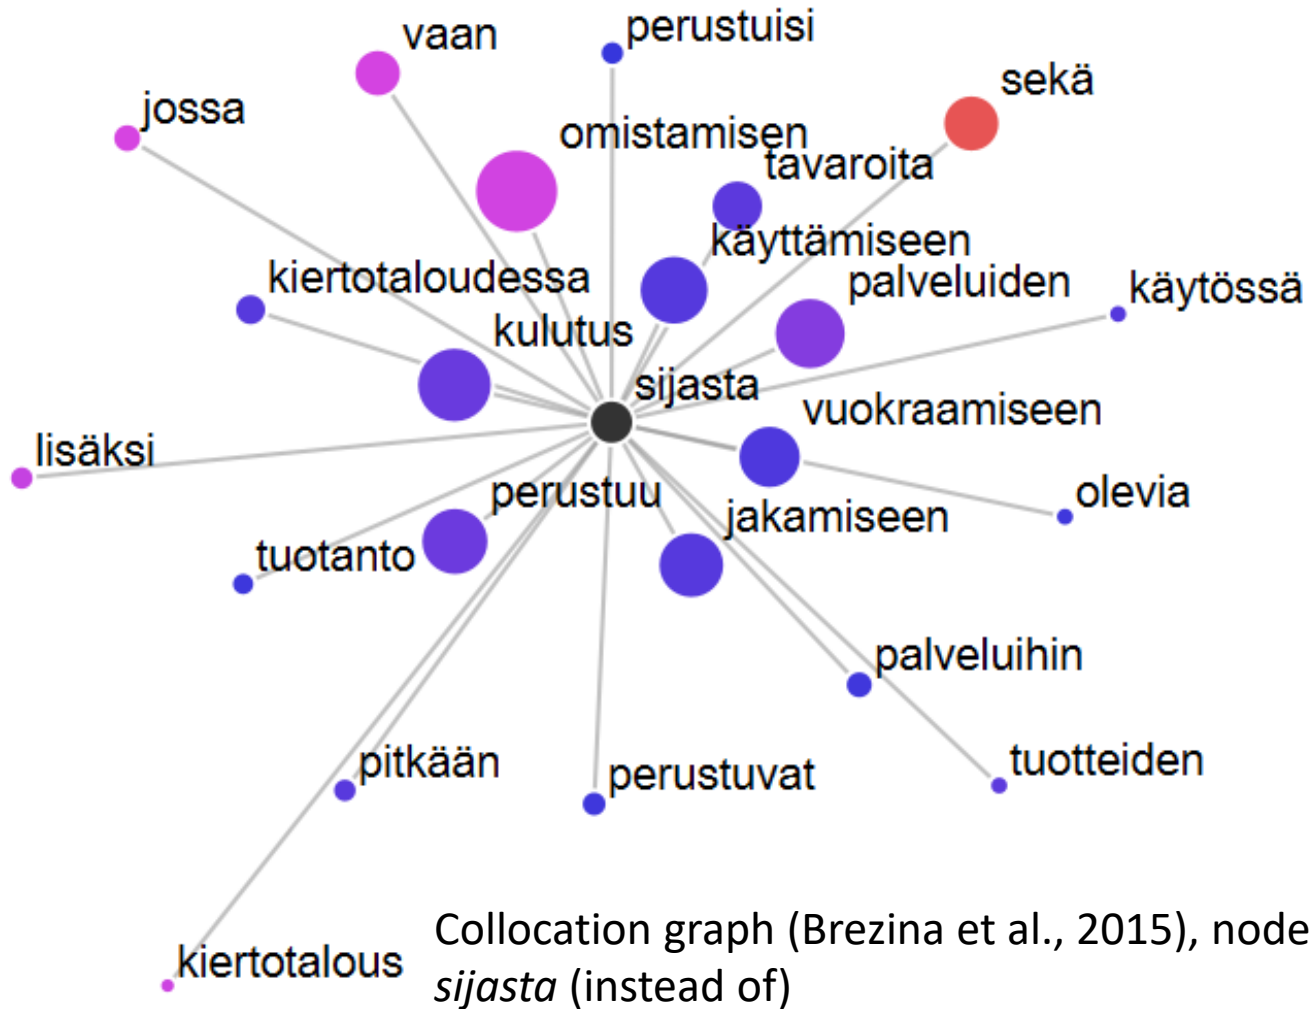 vaan
perustuisi
jossa
sekä
omistamisen
tavaroita
käyttämiseen
kiertotaloudessa
palveluiden
käytössä
kulutus
sijasta
vuokraamiseen
lisäksi
perustuu
olevia
jakamiseen
tuotanto
palveluihin
pitkään
perustuvat
tuotteiden
kiertotalous
Collocation graph (Brezina et al., 2015), node
sijasta (instead of)